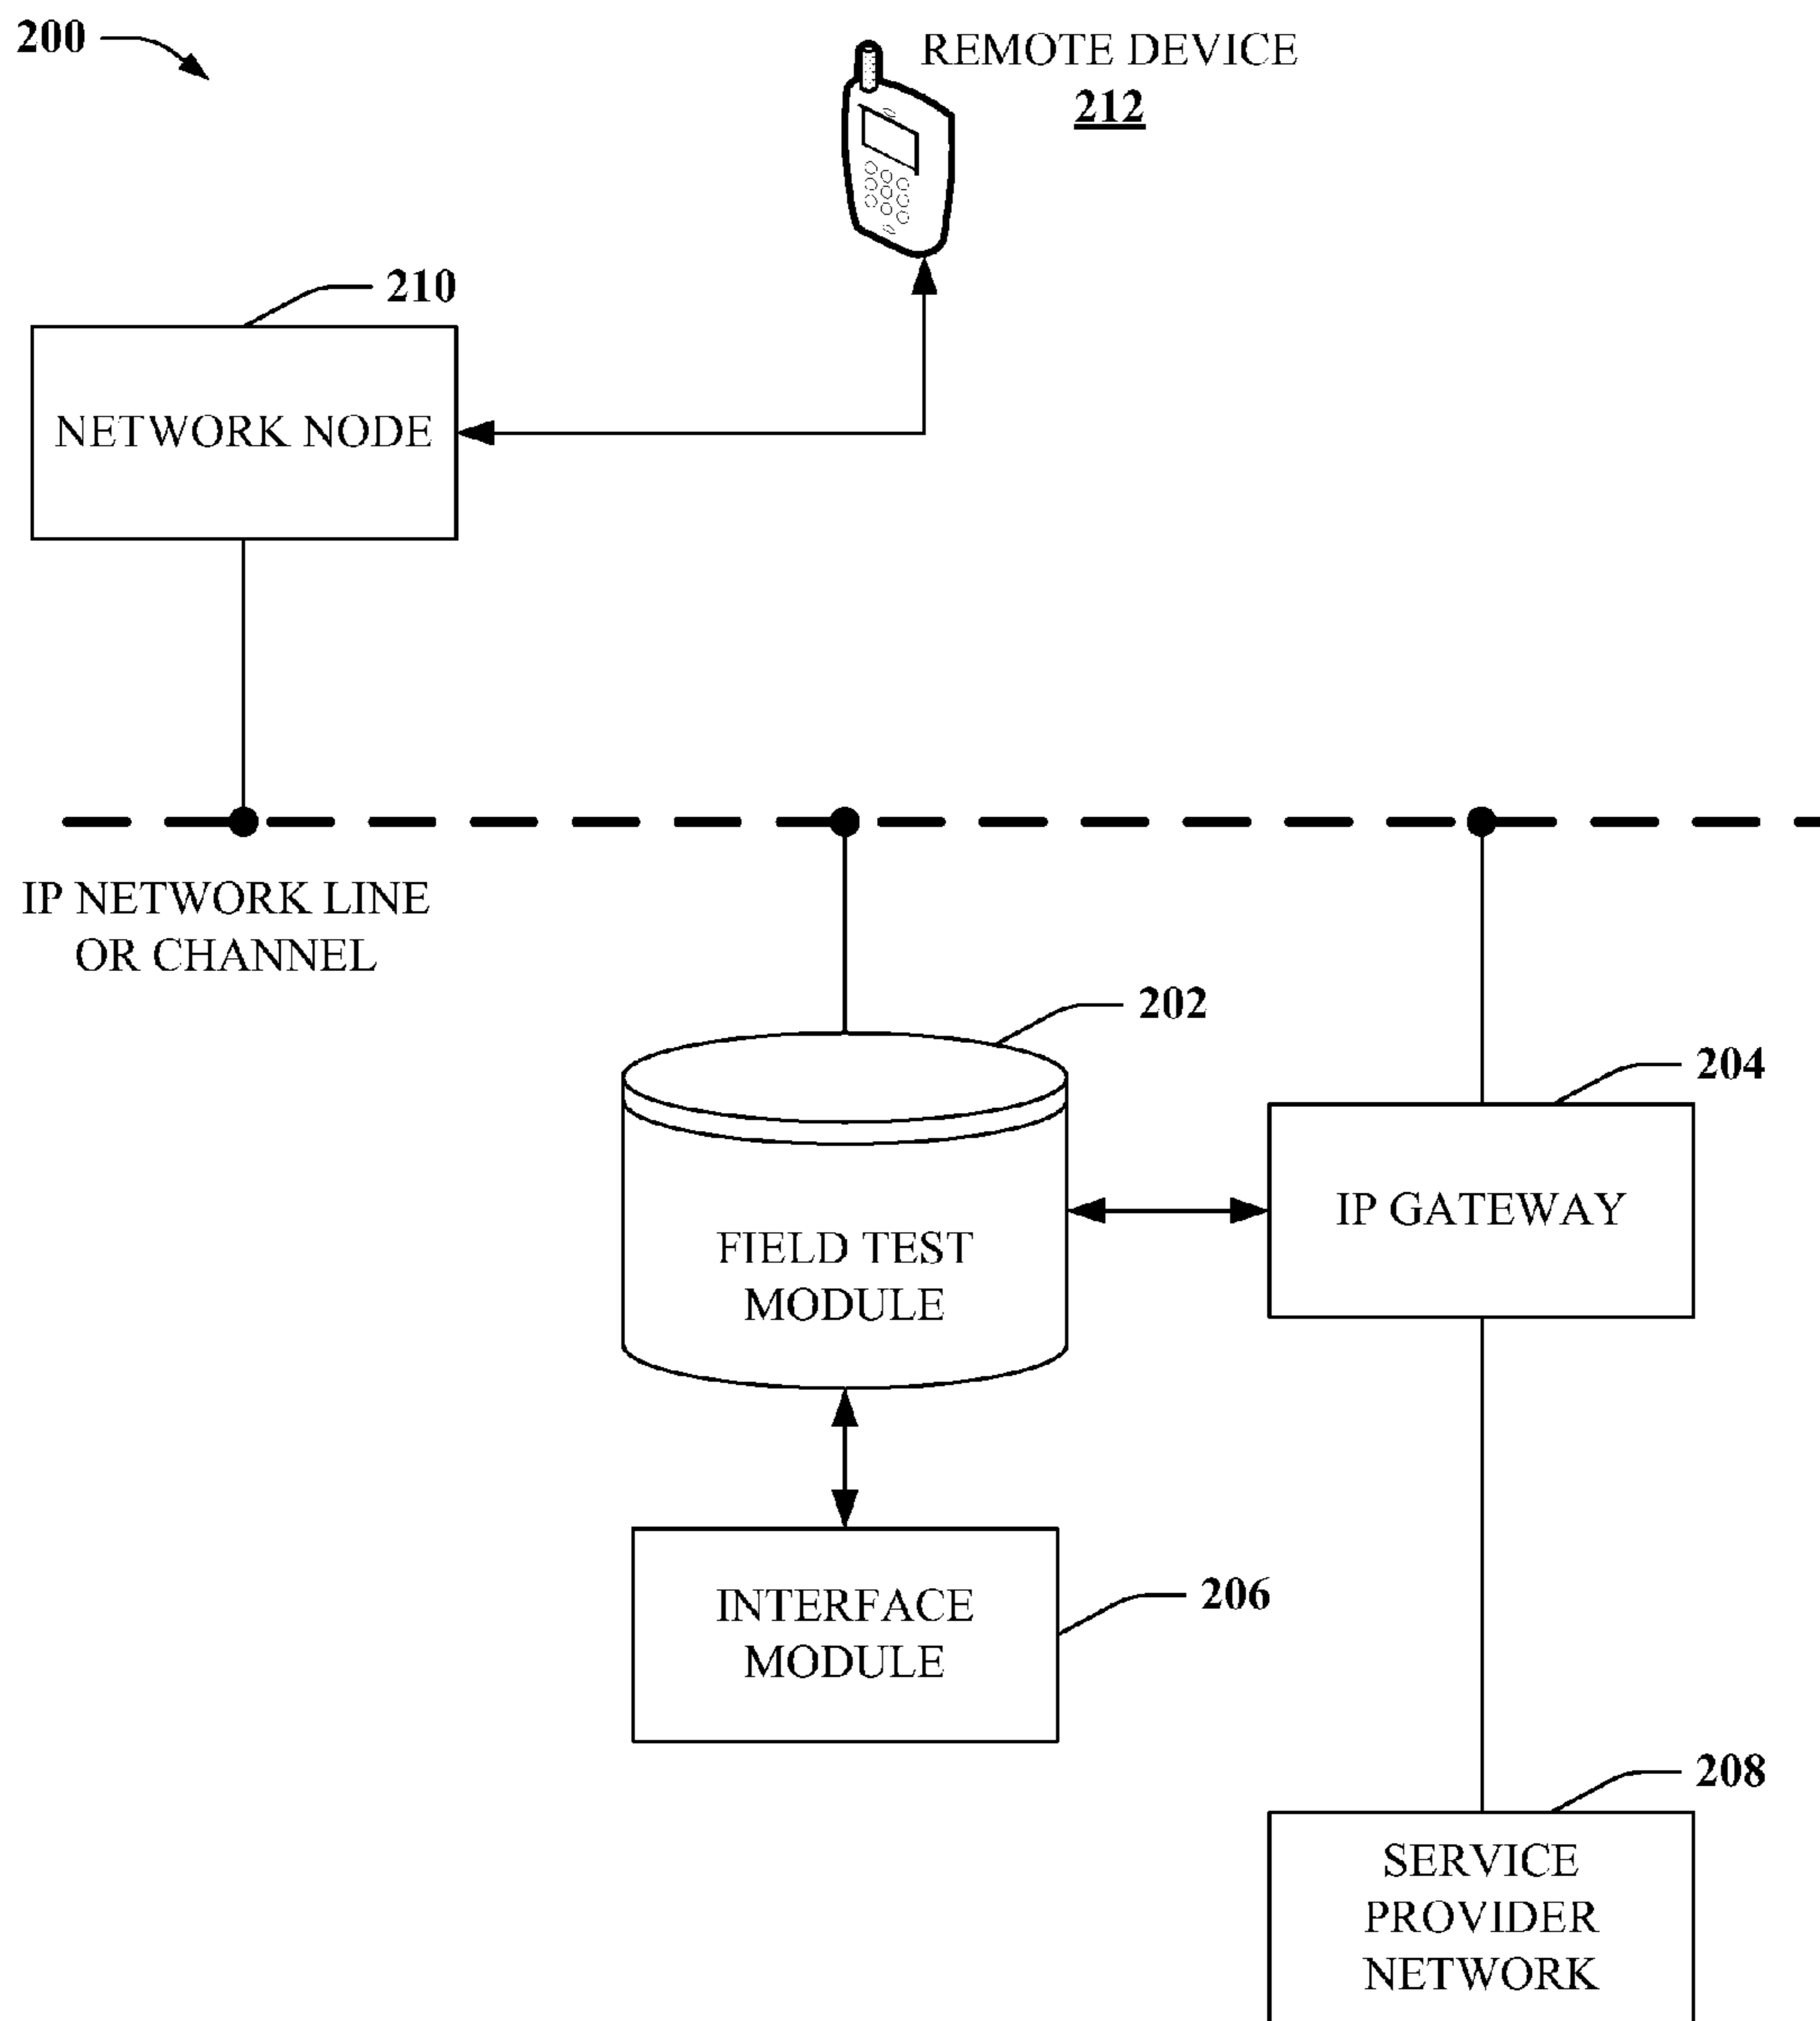 200
REMOTE DEVICE
212
210
NETWORK NODE
IP NETWORK LINE
OR CHANNEL
202
204
FIELD TEST
MODULE
IP GATEWAY
INTERFACE
MODULE
206
208
SERVICE
PROVIDER
NETWORK